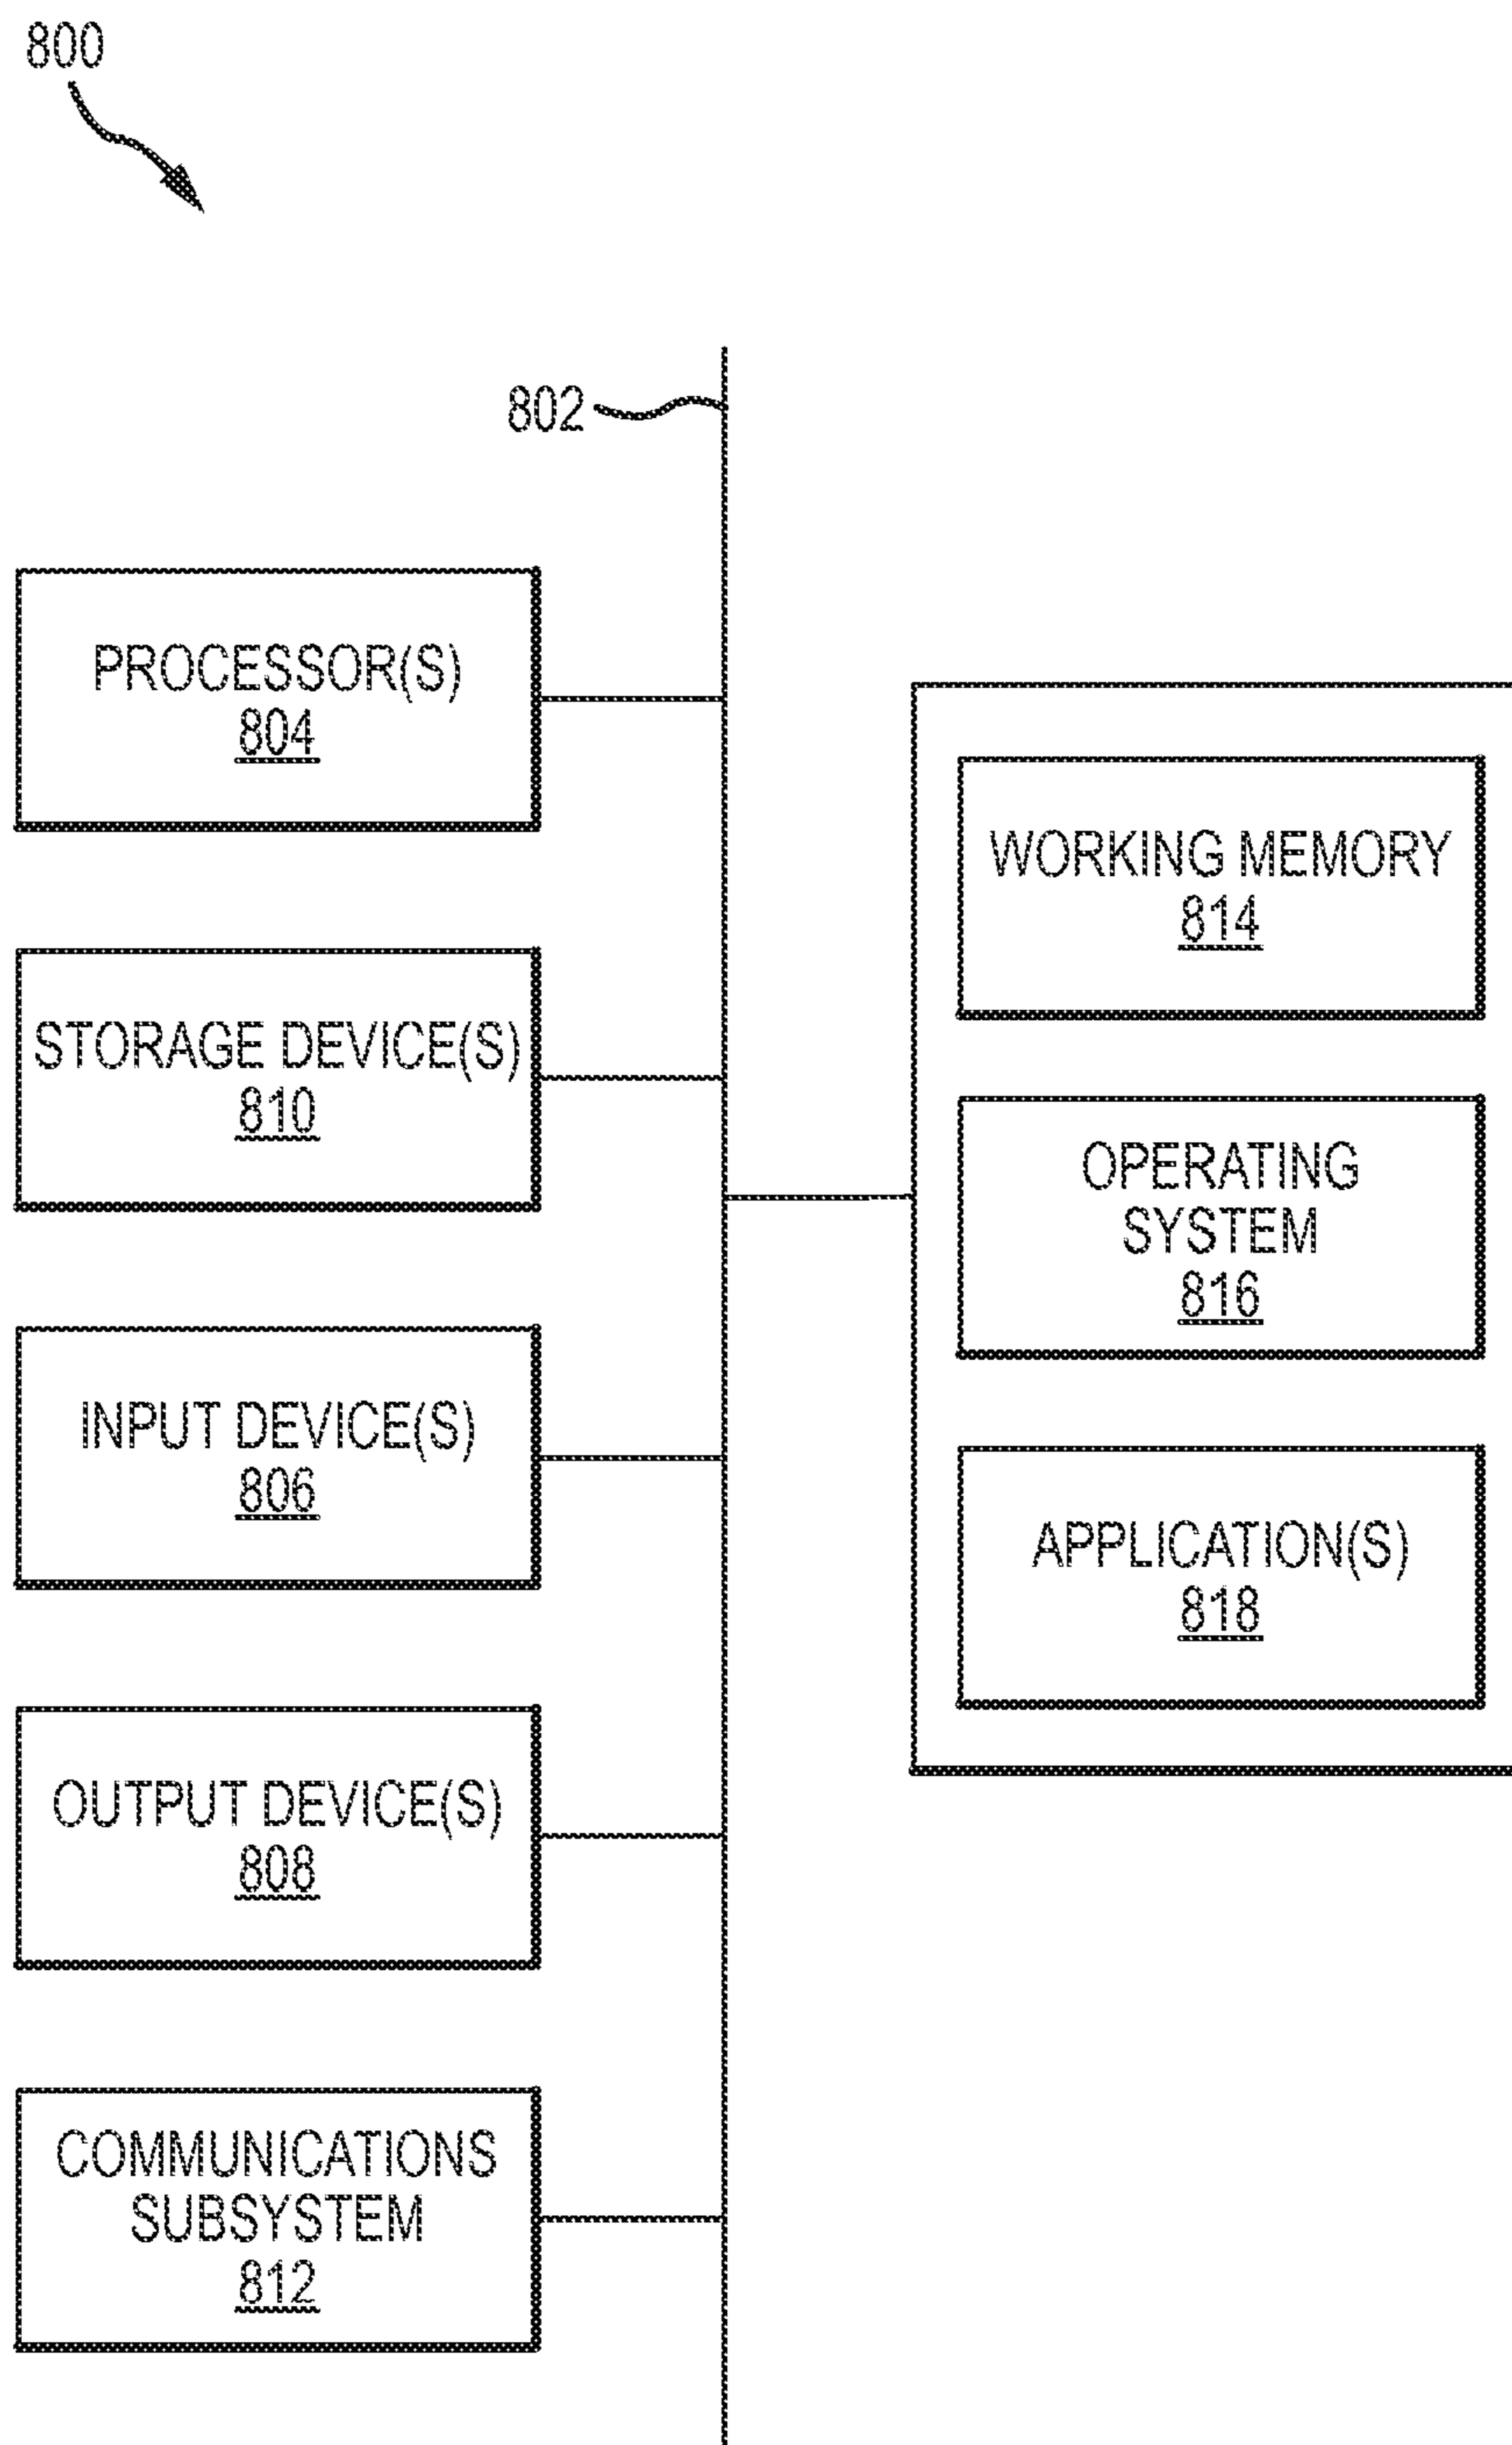 800
802
PROCESSOR(S)
804
STORAGE DEVICE(S)
810
INPUT DEVICE(S)
806
OUTPUT DEVICE(S)
808
COMMUNICATIONS
SUBSYSTEM
812
WORKING MEMORY
814
OPERATING
SYSTEM
816
APPLICATION(S)
818